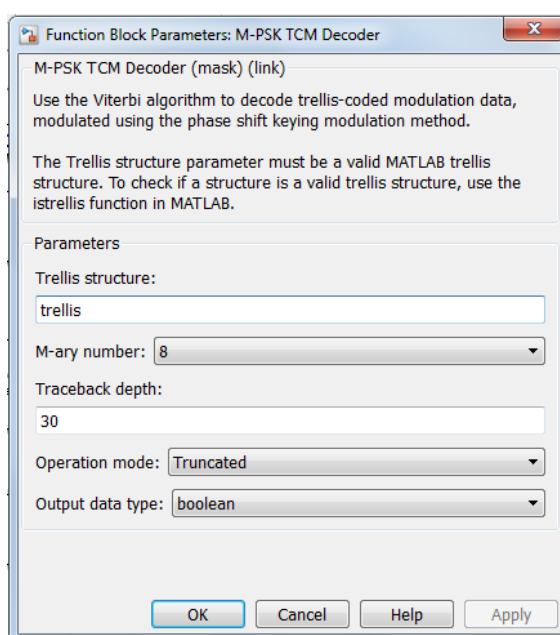 Function Block Parameters: M-PSK TCM Decoder
M-PSK TCM Decoder (mask) (link)
Use the Viterbi algorithm to decode trellis-coded modulation data,
modulated using the phase shift keying modulation method.
The Trellis structure parameter must be a valid MATLAB trellis
structure. To check if a structure is a valid trellis structure, use the
istrellis function in MATLAB.
Parameters
Trellis structure:
trellis
M-ary number: 8
Traceback depth:
30
Operation mode: Truncated
Output data type: boolean
OK Cancel Help Apply